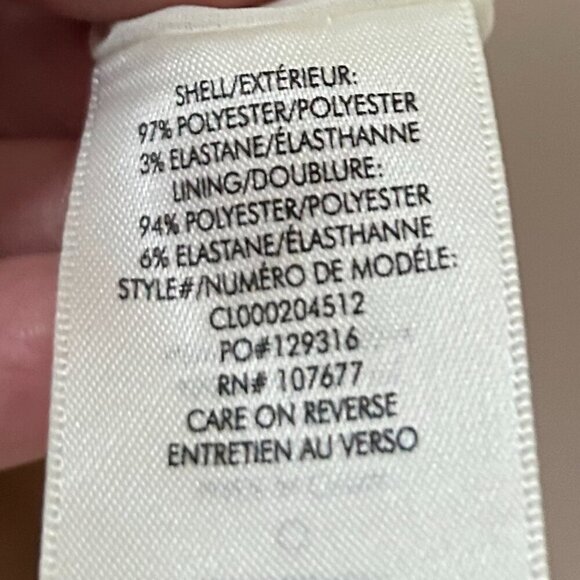 SHELL/EXTÉRIEUR:
97% POLYESTER/POLYESTER
3% ELASTANE/ÉLASTHANNE
LINING/DOUBLURE:
94% POLYESTER/POLYESTER
6% ELASTANE/ÉLASTHANNE
STYLE#/NUMÉRO DE MODÉLE:
CL000204512
PO#129316
RN# 107677
CARE ON REVERSE
ENTRETIEN AU VERSO